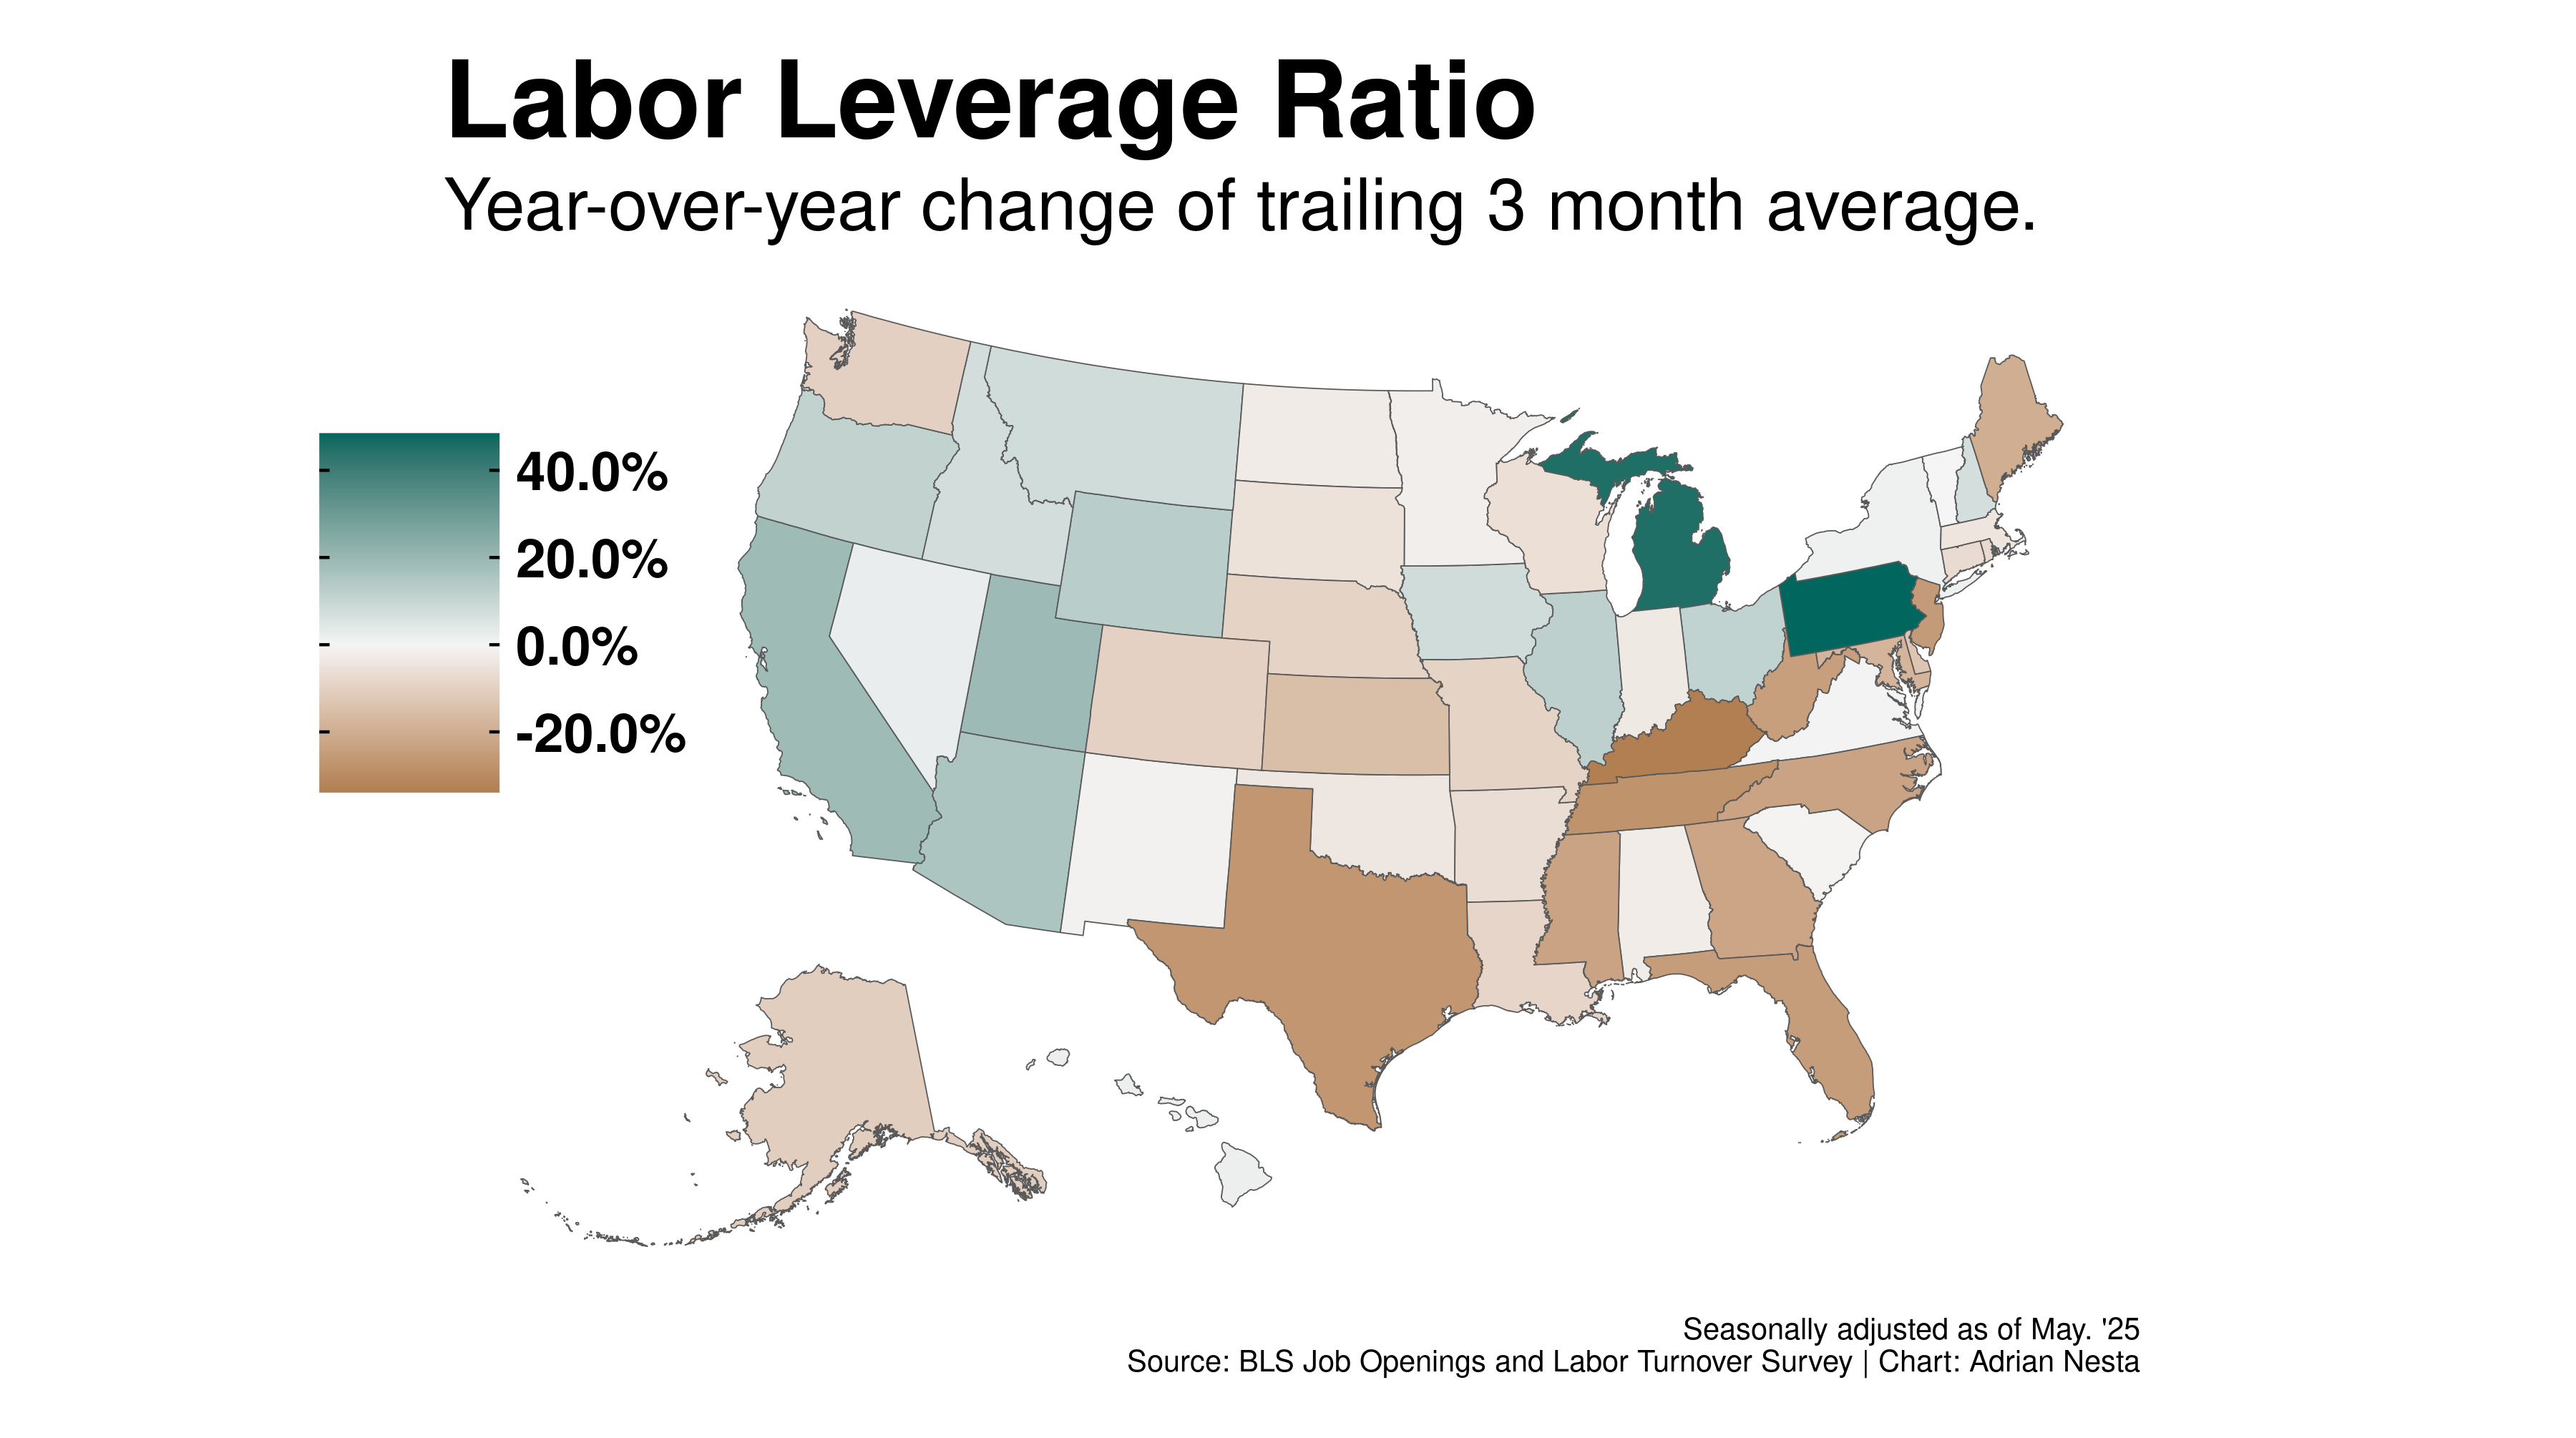 Labor Leverage Ratio
Year-over-year change of trailing 3 month average.
40.0%
20.0%
0.0%
-20.0%
Seasonally adjusted as of May. '25
Source: BLS Job Openings and Labor Turnover Survey | Chart: Adrian Nesta